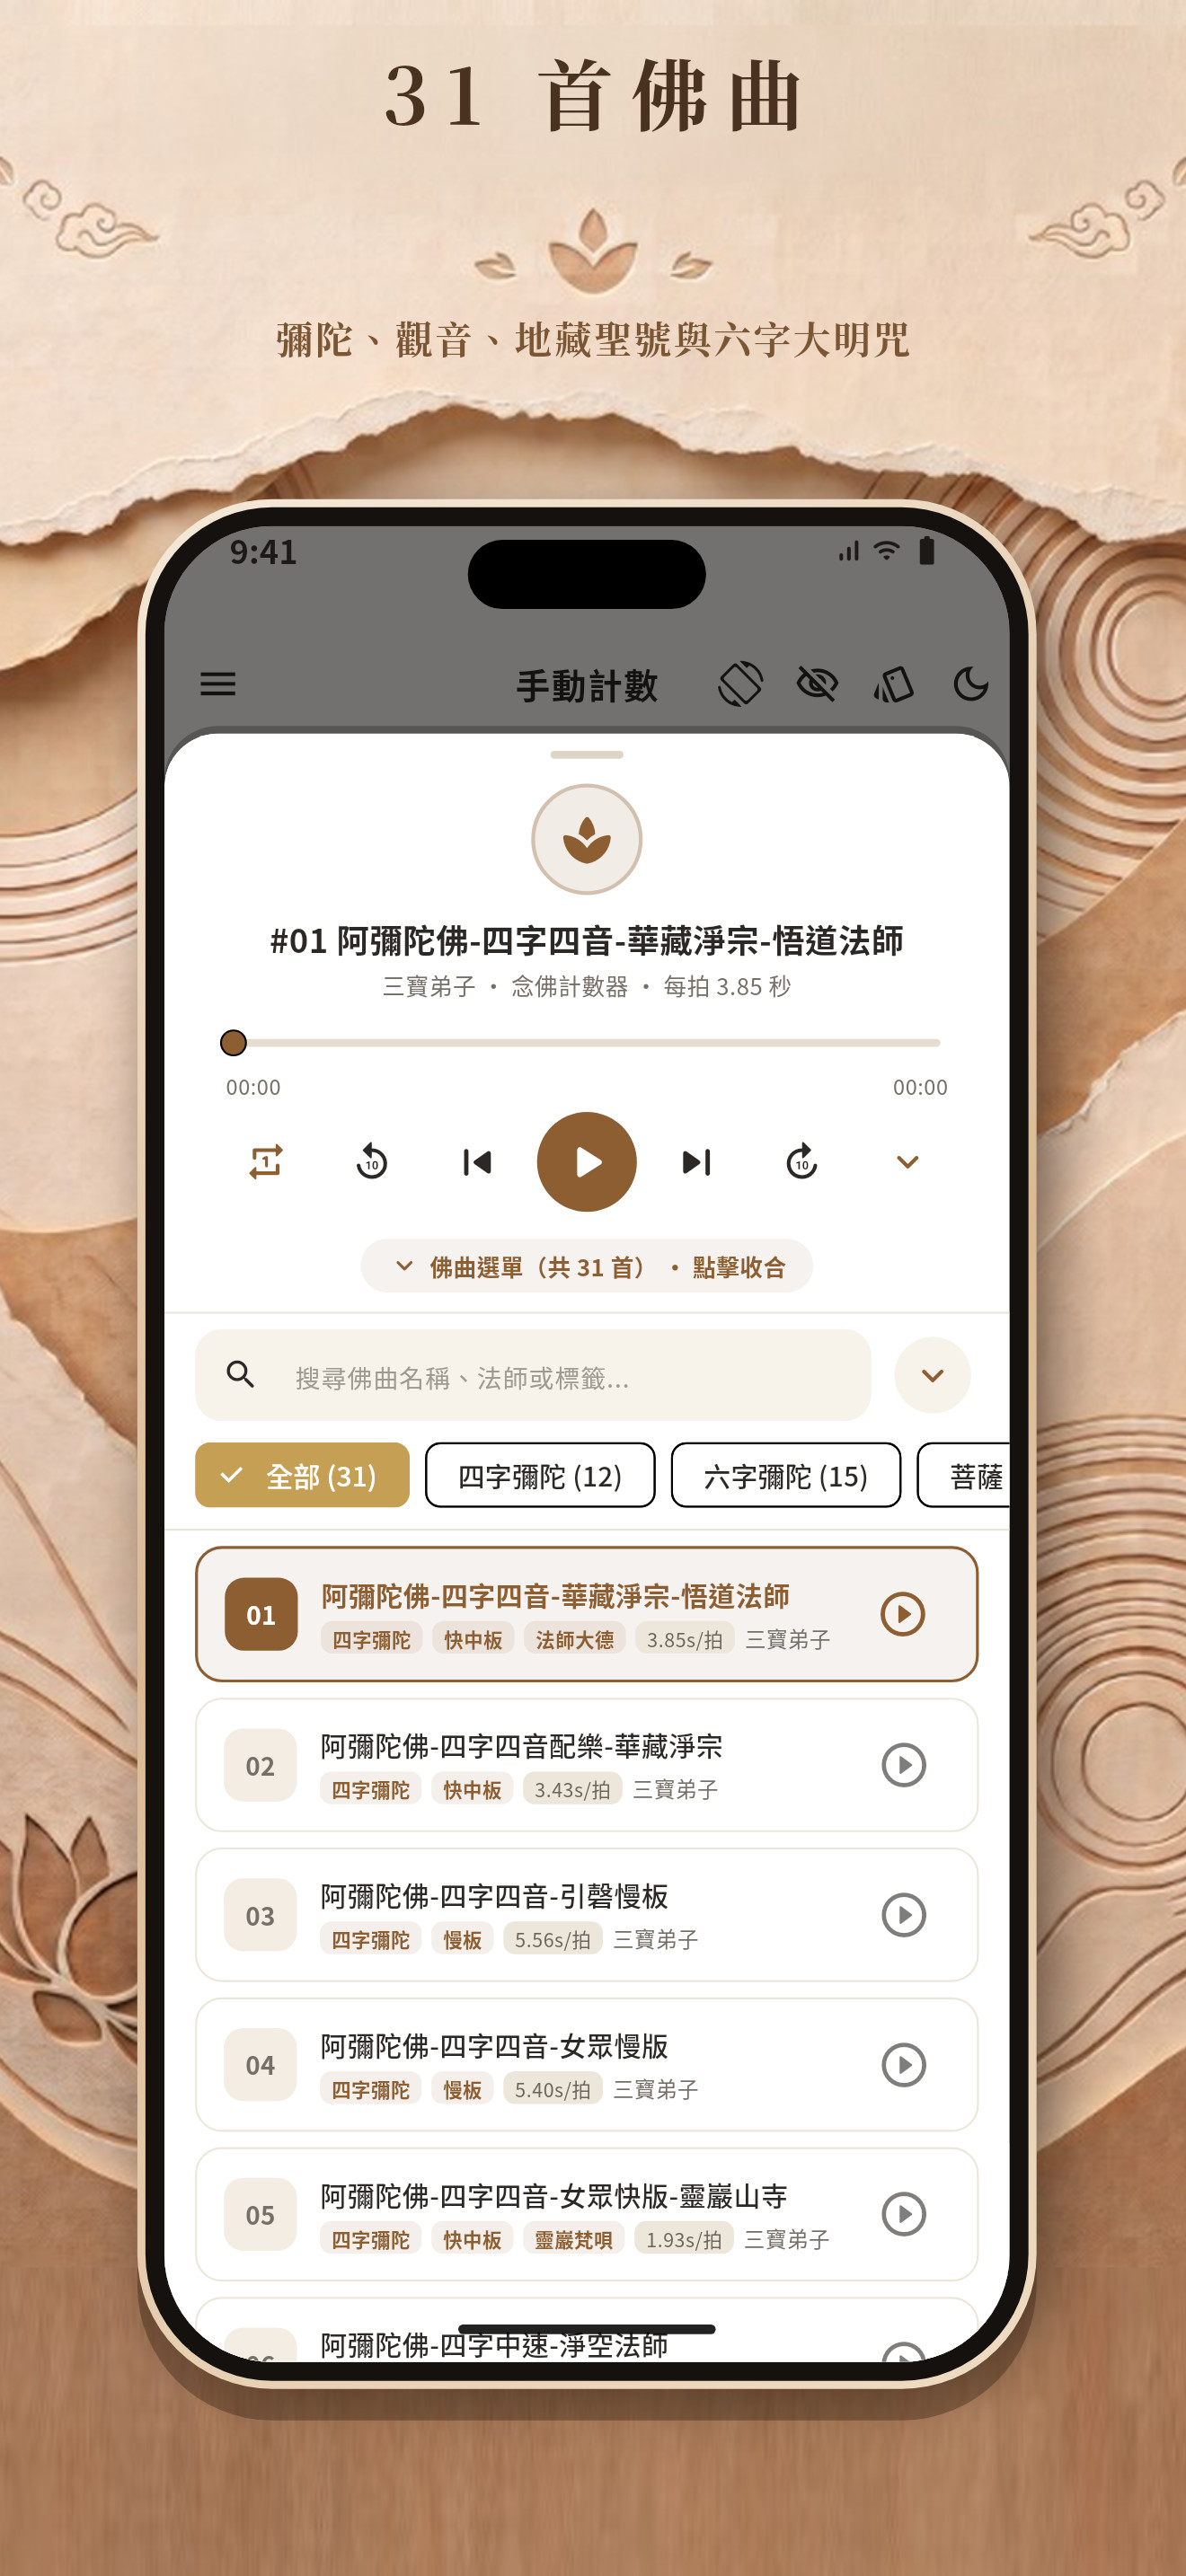 31 首佛曲
彌陀、觀音、地藏聖號與六字大明咒
9:41
手動計數
#01 阿彌陀佛-四字四音-華藏淨宗-悟道法師
三寶弟子 • 念佛計數器 • 每拍 3.85 秒
00:00 00:00
1 10 10
佛曲選單（共 31 首） • 點擊收合
搜尋佛曲名稱、法師或標籤...
全部 (31) 四字彌陀 (12) 六字彌陀 (15) 菩薩
01 阿彌陀佛-四字四音-華藏淨宗-悟道法師
四字彌陀 快中板 法師大德 3.85s/拍 三寶弟子
02 阿彌陀佛-四字四音配樂-華藏淨宗
四字彌陀 快中板 3.43s/拍 三寶弟子
03 阿彌陀佛-四字四音-引磬慢板
四字彌陀 慢板 5.56s/拍 三寶弟子
04 阿彌陀佛-四字四音-女眾慢版
四字彌陀 慢板 5.40s/拍 三寶弟子
05 阿彌陀佛-四字四音-女眾快版-靈巖山寺
四字彌陀 快中板 靈巖梵唄 1.93s/拍 三寶弟子
06 阿彌陀佛-四字中速-淨空法師